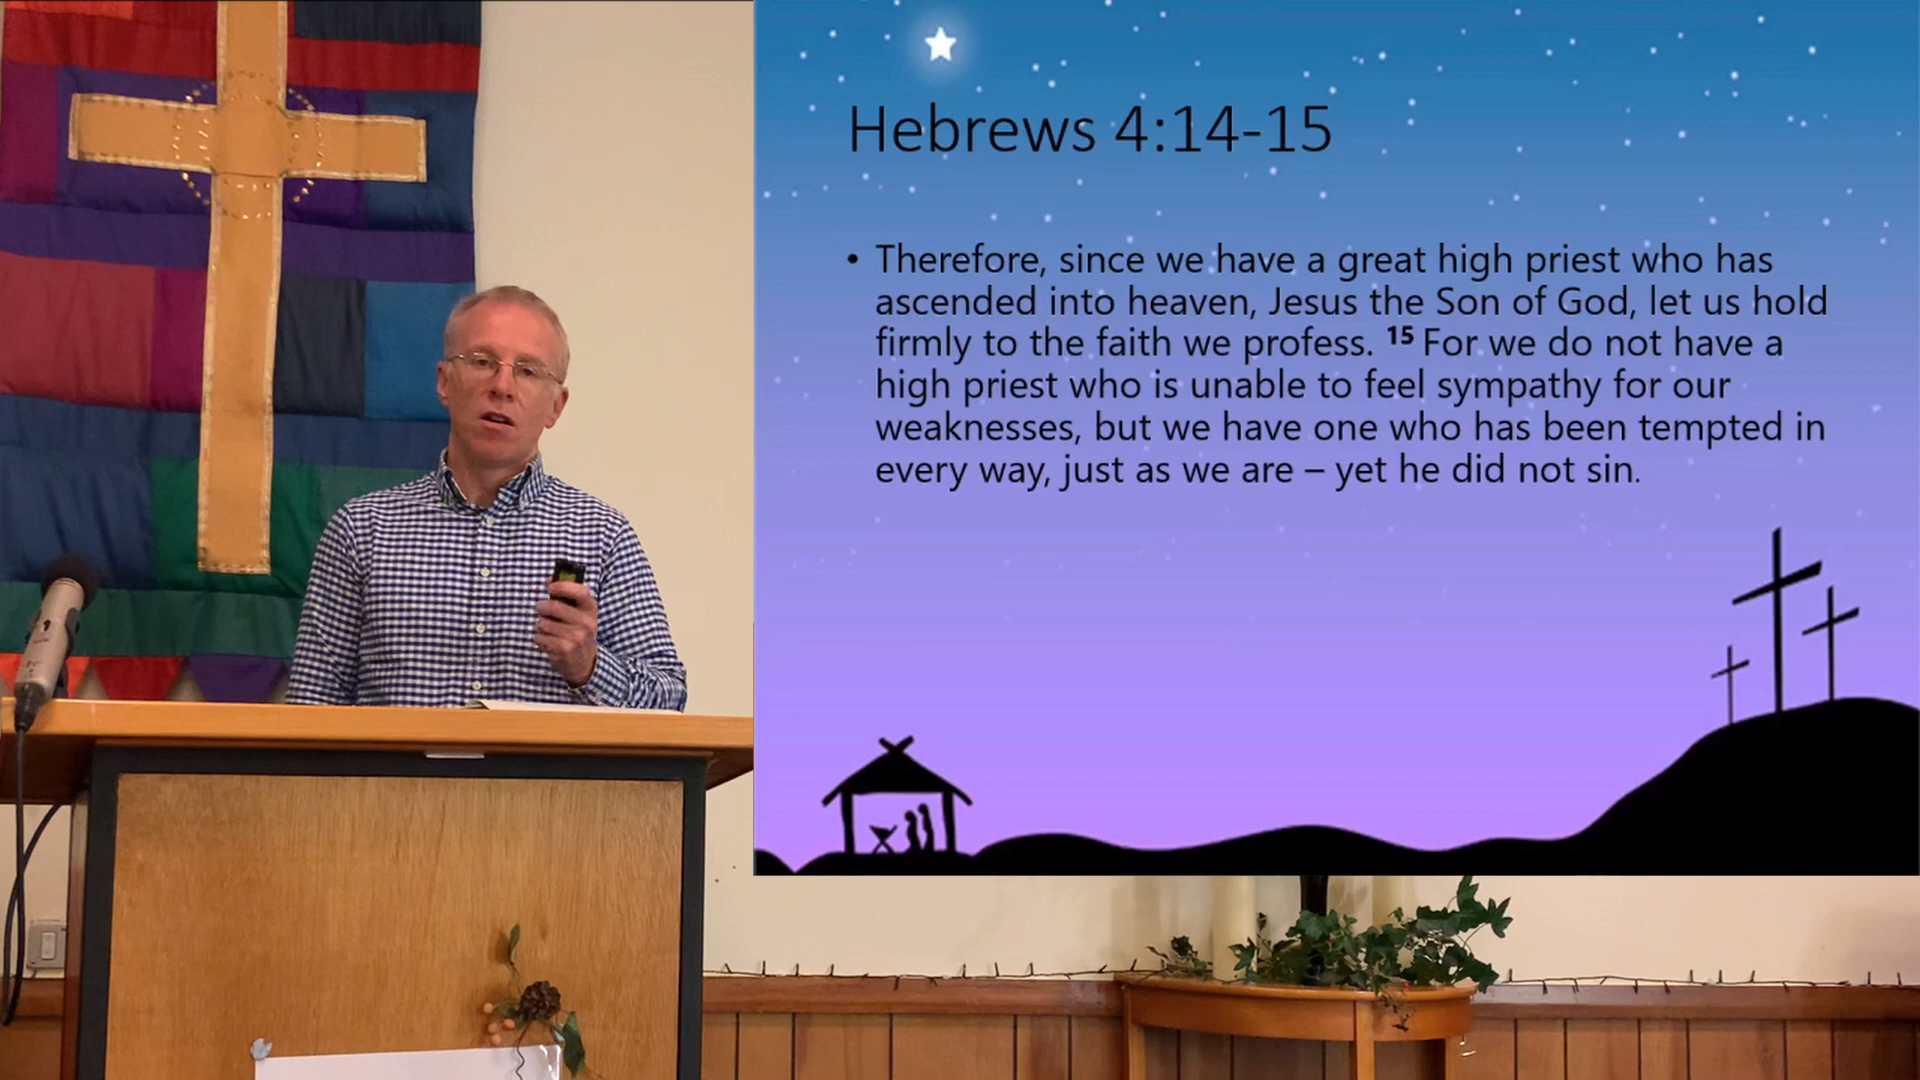 Hebrews 4:14-15
• Therefore, since we have a great high priest who has
ascended into heaven, Jesus the Son of God, let us hold
firmly to the faith we profess. 15 For we do not have a
high priest who is unable to feel sympathy for our
weaknesses, but we have one who has been tempted in
every way, just as we are – yet he did not sin.